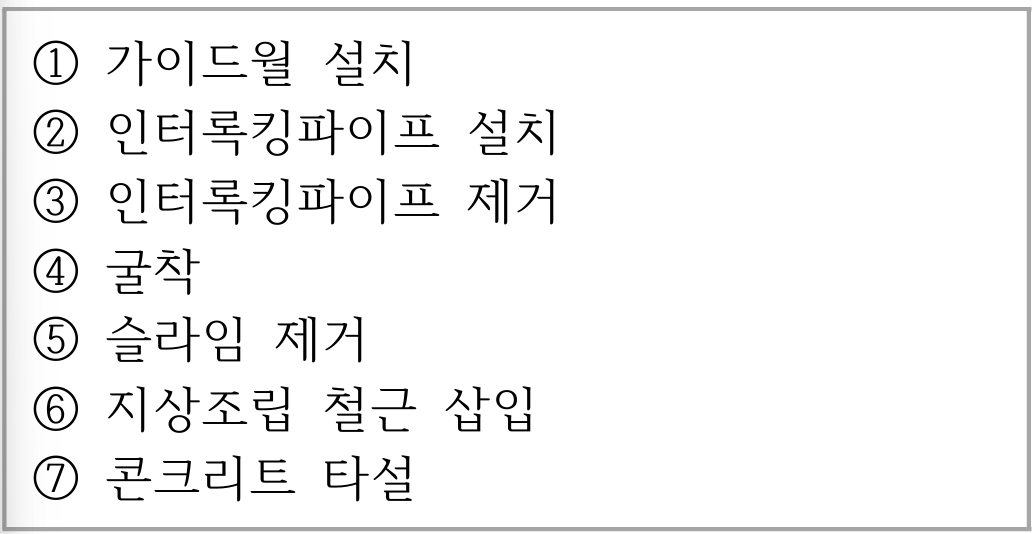 ① 가이드월 설치
② 인터록킹파이프 설치
③ 인터록킹파이프 제거
④ 굴착
⑤ 슬라임 제거
⑥ 지상조립 철근 삽입
⑦ 콘크리트 타설